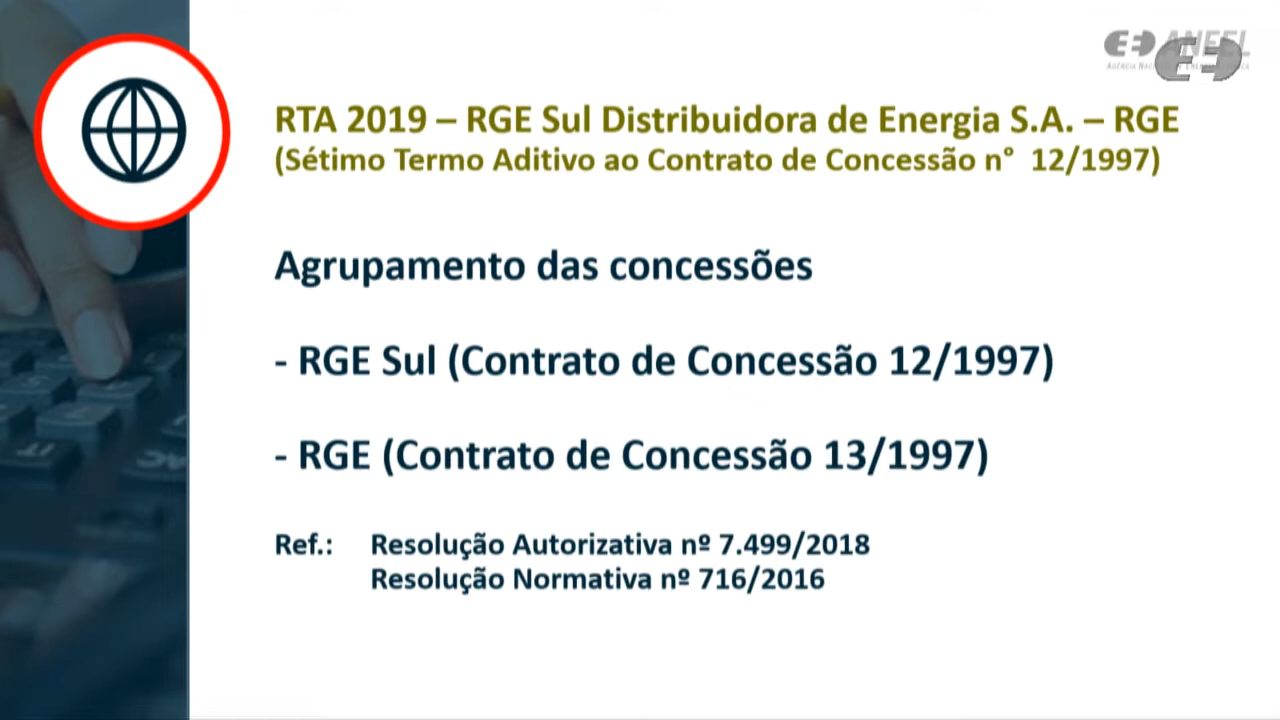 ANEEL
RTA 2019 – RGE Sul Distribuidora de Energia S.A. – RGE
(Sétimo Termo Aditivo ao Contrato de Concessão n° 12/1997)
Agrupamento das concessões
- RGE Sul (Contrato de Concessão 12/1997)
- RGE (Contrato de Concessão 13/1997)
Ref.: Resolução Autorizativa nº 7.499/2018
Resolução Normativa nº 716/2016